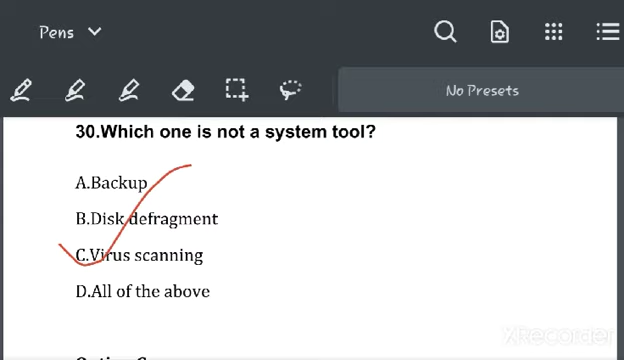 Pens
No Presets
30.Which one is not a system tool?
A.Backup
B.Disk defragment
C.Virus scanning
D.All of the above
XRecorder